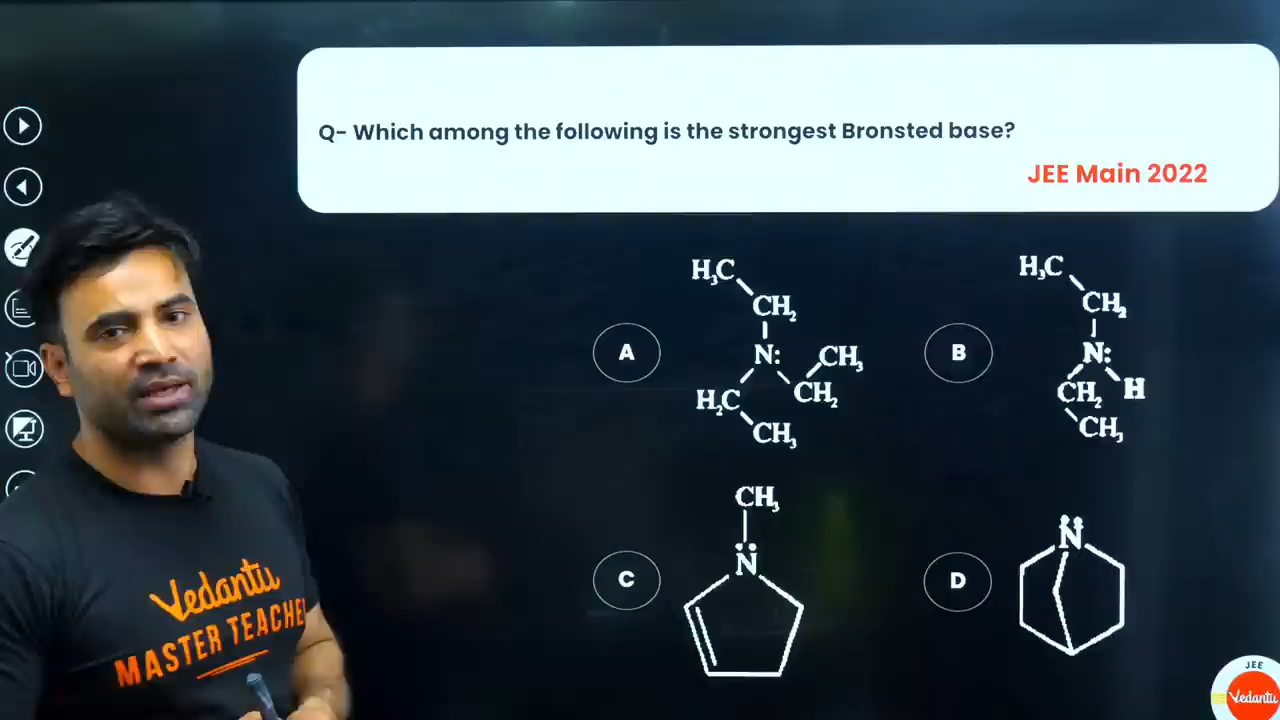 Q- Which among the following is the strongest Bronsted base?
JEE Main 2022
A
H₃C
CH₂
N:
CH₃
H₂C
CH₂
CH₃
B
H₃C
CH₂
N:
CH₂
H
CH₃
C
CH₃
N
D
N
Vedantu
MASTER TEACHER
JEE
Vedantu